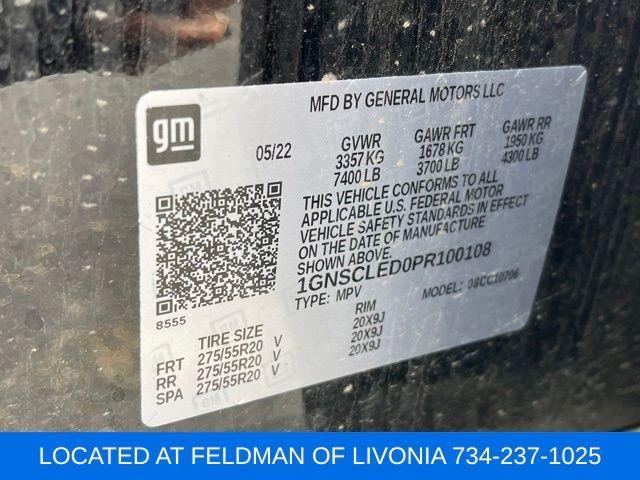 gm
MFD BY GENERAL MOTORS LLC
05/22 GVWR GAWR FRT GAWR RR
3357 KG 1678 KG 1950 KG
7400 LB 3700 LB 4300 LB
THIS VEHICLE CONFORMS TO ALL
APPLICABLE U.S. FEDERAL MOTOR
VEHICLE SAFETY STANDARDS IN EFFECT
ON THE DATE OF MANUFACTURE
SHOWN ABOVE.
1GNSCLED0PR100108
TYPE: MPV MODEL: 08CC10706
8555
TIRE SIZE RIM
FRT 275/55R20 V 20X9J
RR 275/55R20 V 20X9J
SPA 275/55R20 V 20X9J
LOCATED AT FELDMAN OF LIVONIA 734-237-1025